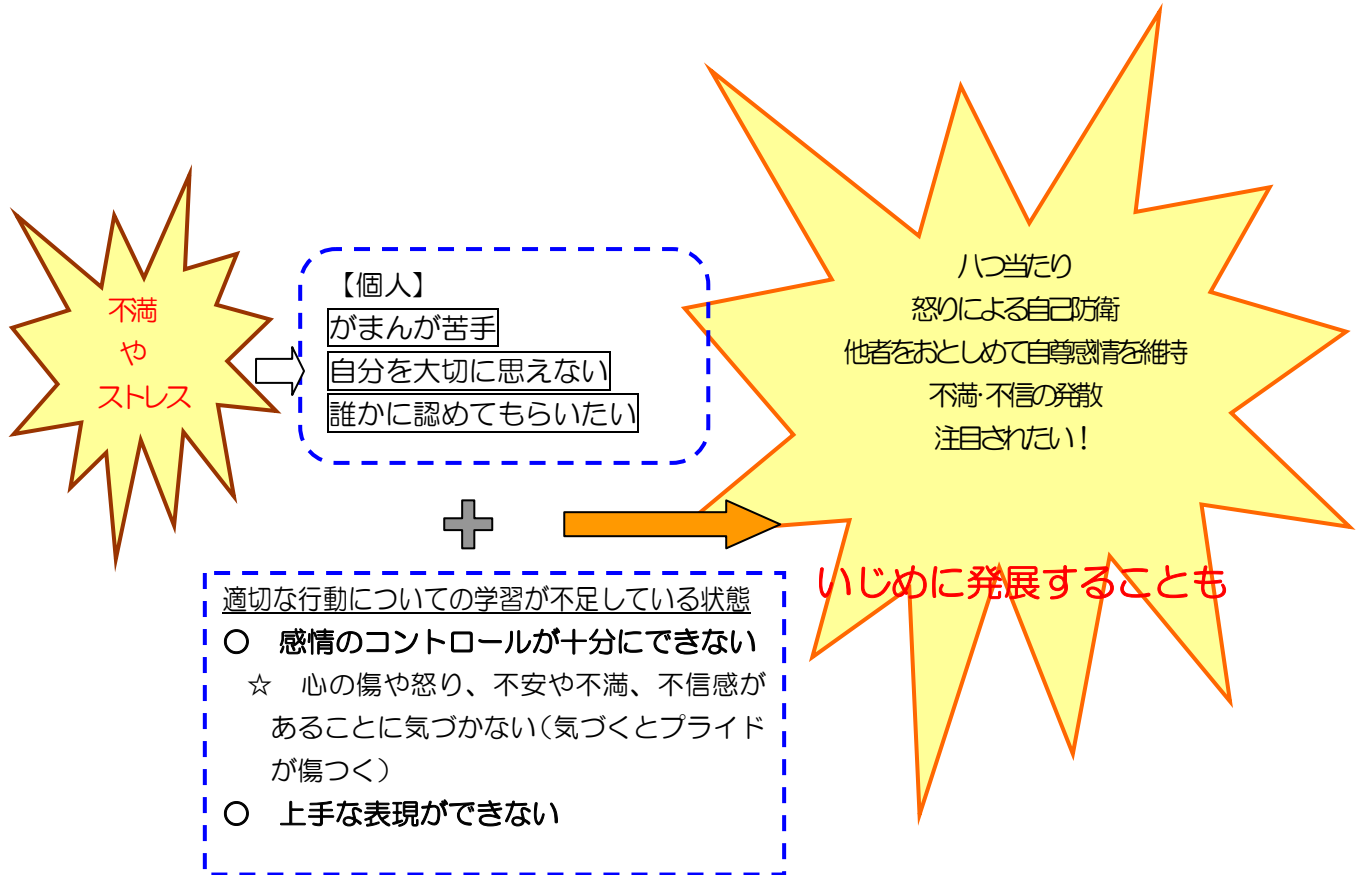 不満
や
ストレス
【個人】
がまんが苦手
自分を大切に思えない
誰かに認めてもらいたい
適切な行動についての学習が不足している状態
○　感情のコントロールが十分にできない
☆　心の傷や怒り、不安や不満、不信感が
あることに気づかない（気づくとプライド
が傷つく）
○　上手な表現ができない
八つ当たり
怒りによる自己防衛
他者をおとしめて自尊感情を維持
不満・不信の発散
注目されたい！
いじめに発展することも